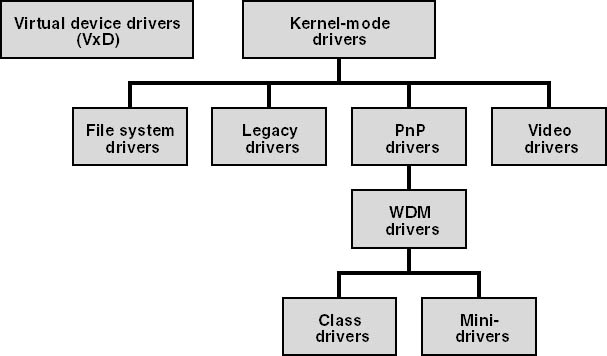 Virtual device drivers
(VxD)
Kernel-mode
drivers
File system
drivers
Legacy
drivers
PnP
drivers
Video
drivers
WDM
drivers
Class
drivers
Mini-
drivers